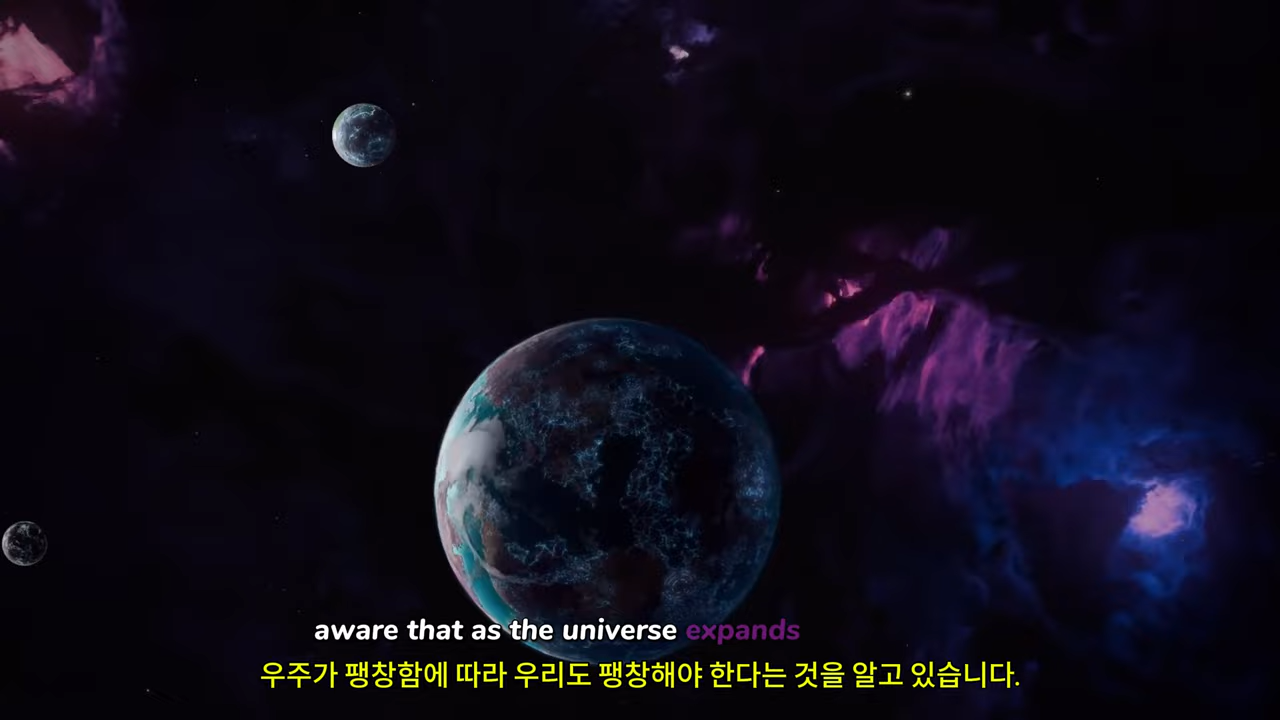 aware that as the universe expands
우주가 팽창함에 따라 우리도 팽창해야 한다는 것을 알고 있습니다.